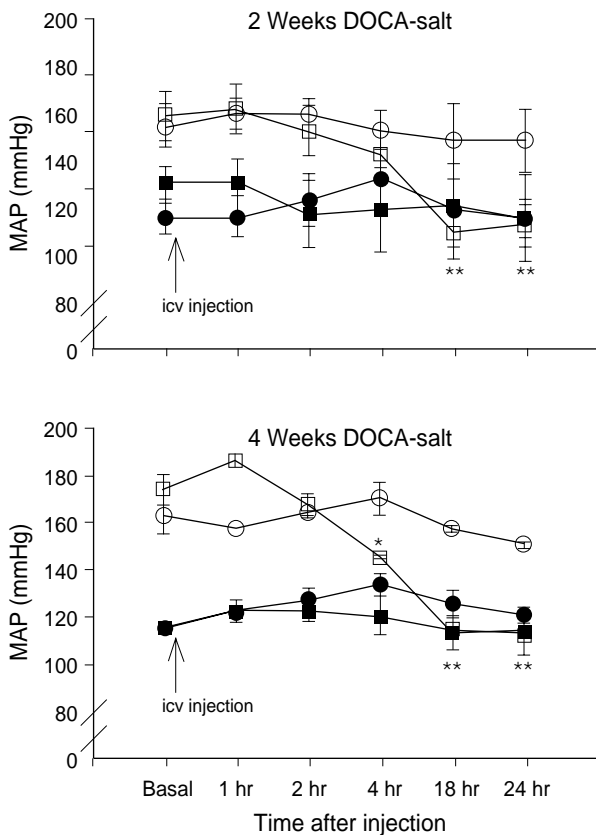 2 Weeks DOCA-salt
MAP (mmHg)
200
180
160
140
120
100
80
0
icv injection
**
**
4 Weeks DOCA-salt
MAP (mmHg)
200
180
160
140
120
100
80
0
*
icv injection
**
**
Basal 1 hr 2 hr 4 hr 18 hr 24 hr
Time after injection